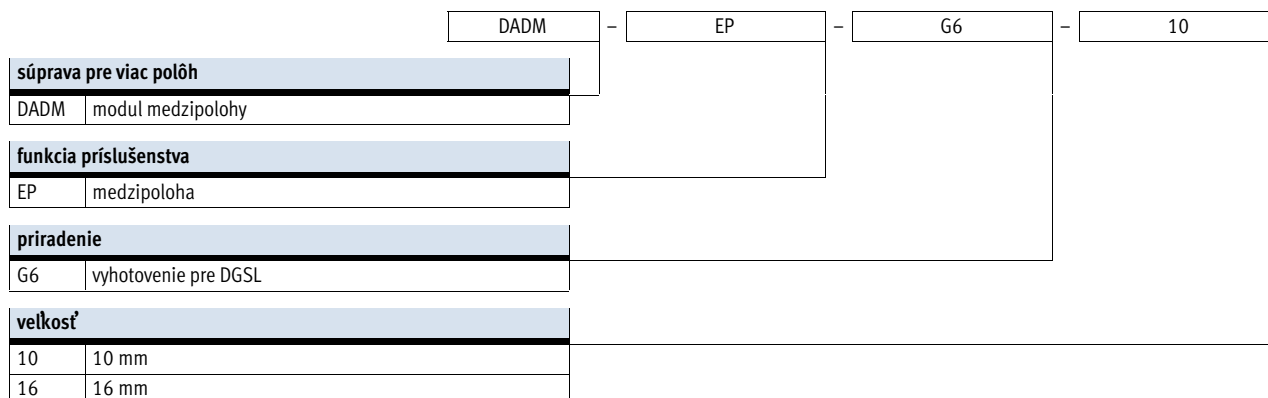 DADM – EP – G6 – 10
súprava pre viac polôh
DADM modul medzipolohy
funkcia príslušenstva
EP medzipoloha
priradenie
G6 vyhotovenie pre DGSL
veľkosť
10 10 mm
16 16 mm